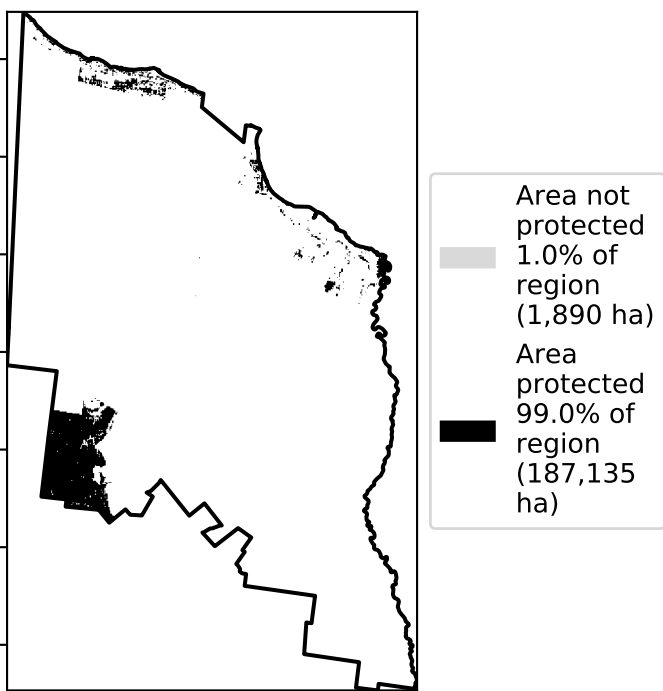 Area not
protected
1.0% of
region
(1,890 ha)
Area
protected
99.0% of
region
(187,135
ha)